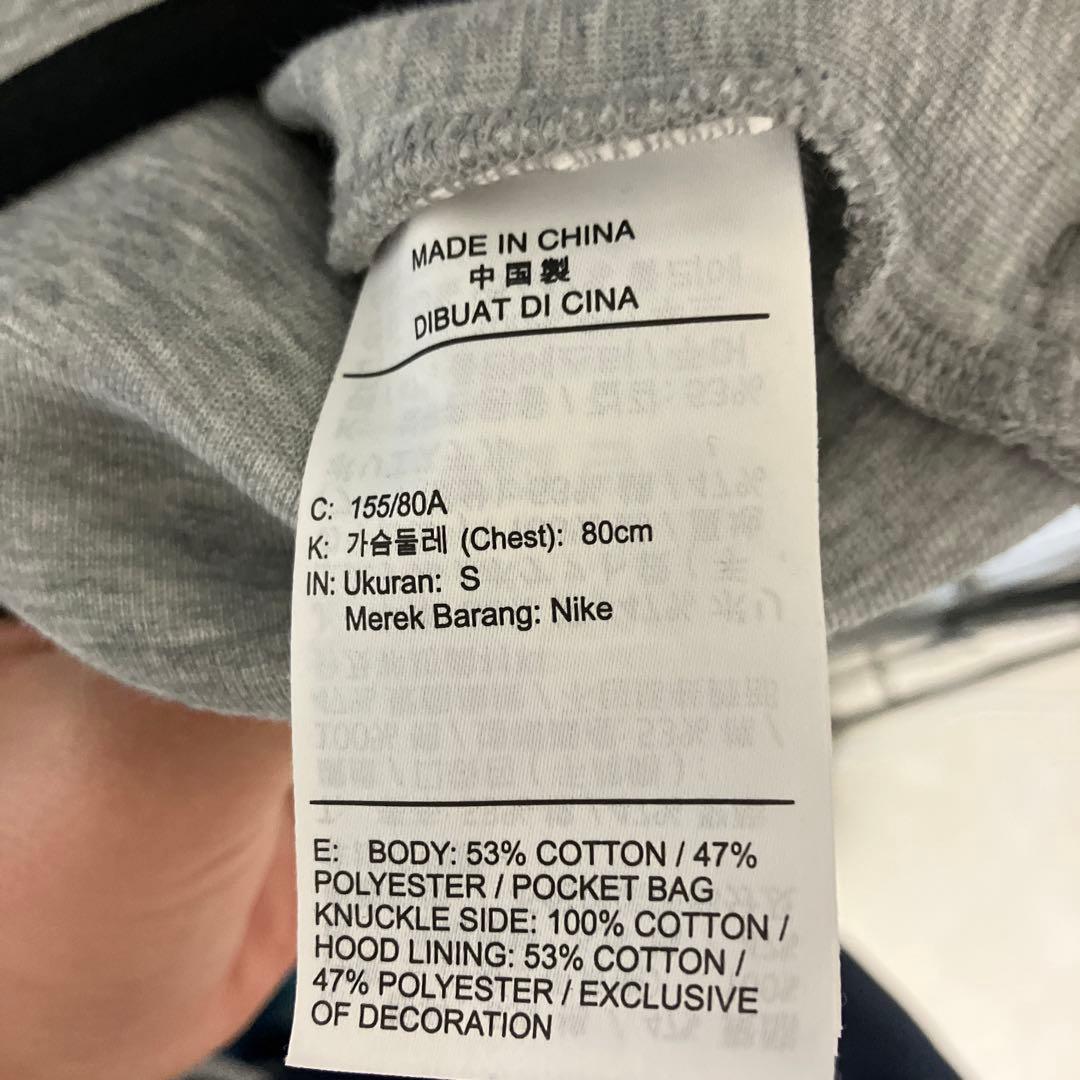 MADE IN CHINA
中国製
DIBUAT DI CINA
C: 155/80A
K: 가슴둘레 (Chest): 80cm
IN: Ukuran: S
Merek Barang: Nike
E: BODY: 53% COTTON / 47%
POLYESTER / POCKET BAG
KNUCKLE SIDE: 100% COTTON /
HOOD LINING: 53% COTTON /
47% POLYESTER / EXCLUSIVE
OF DECORATION